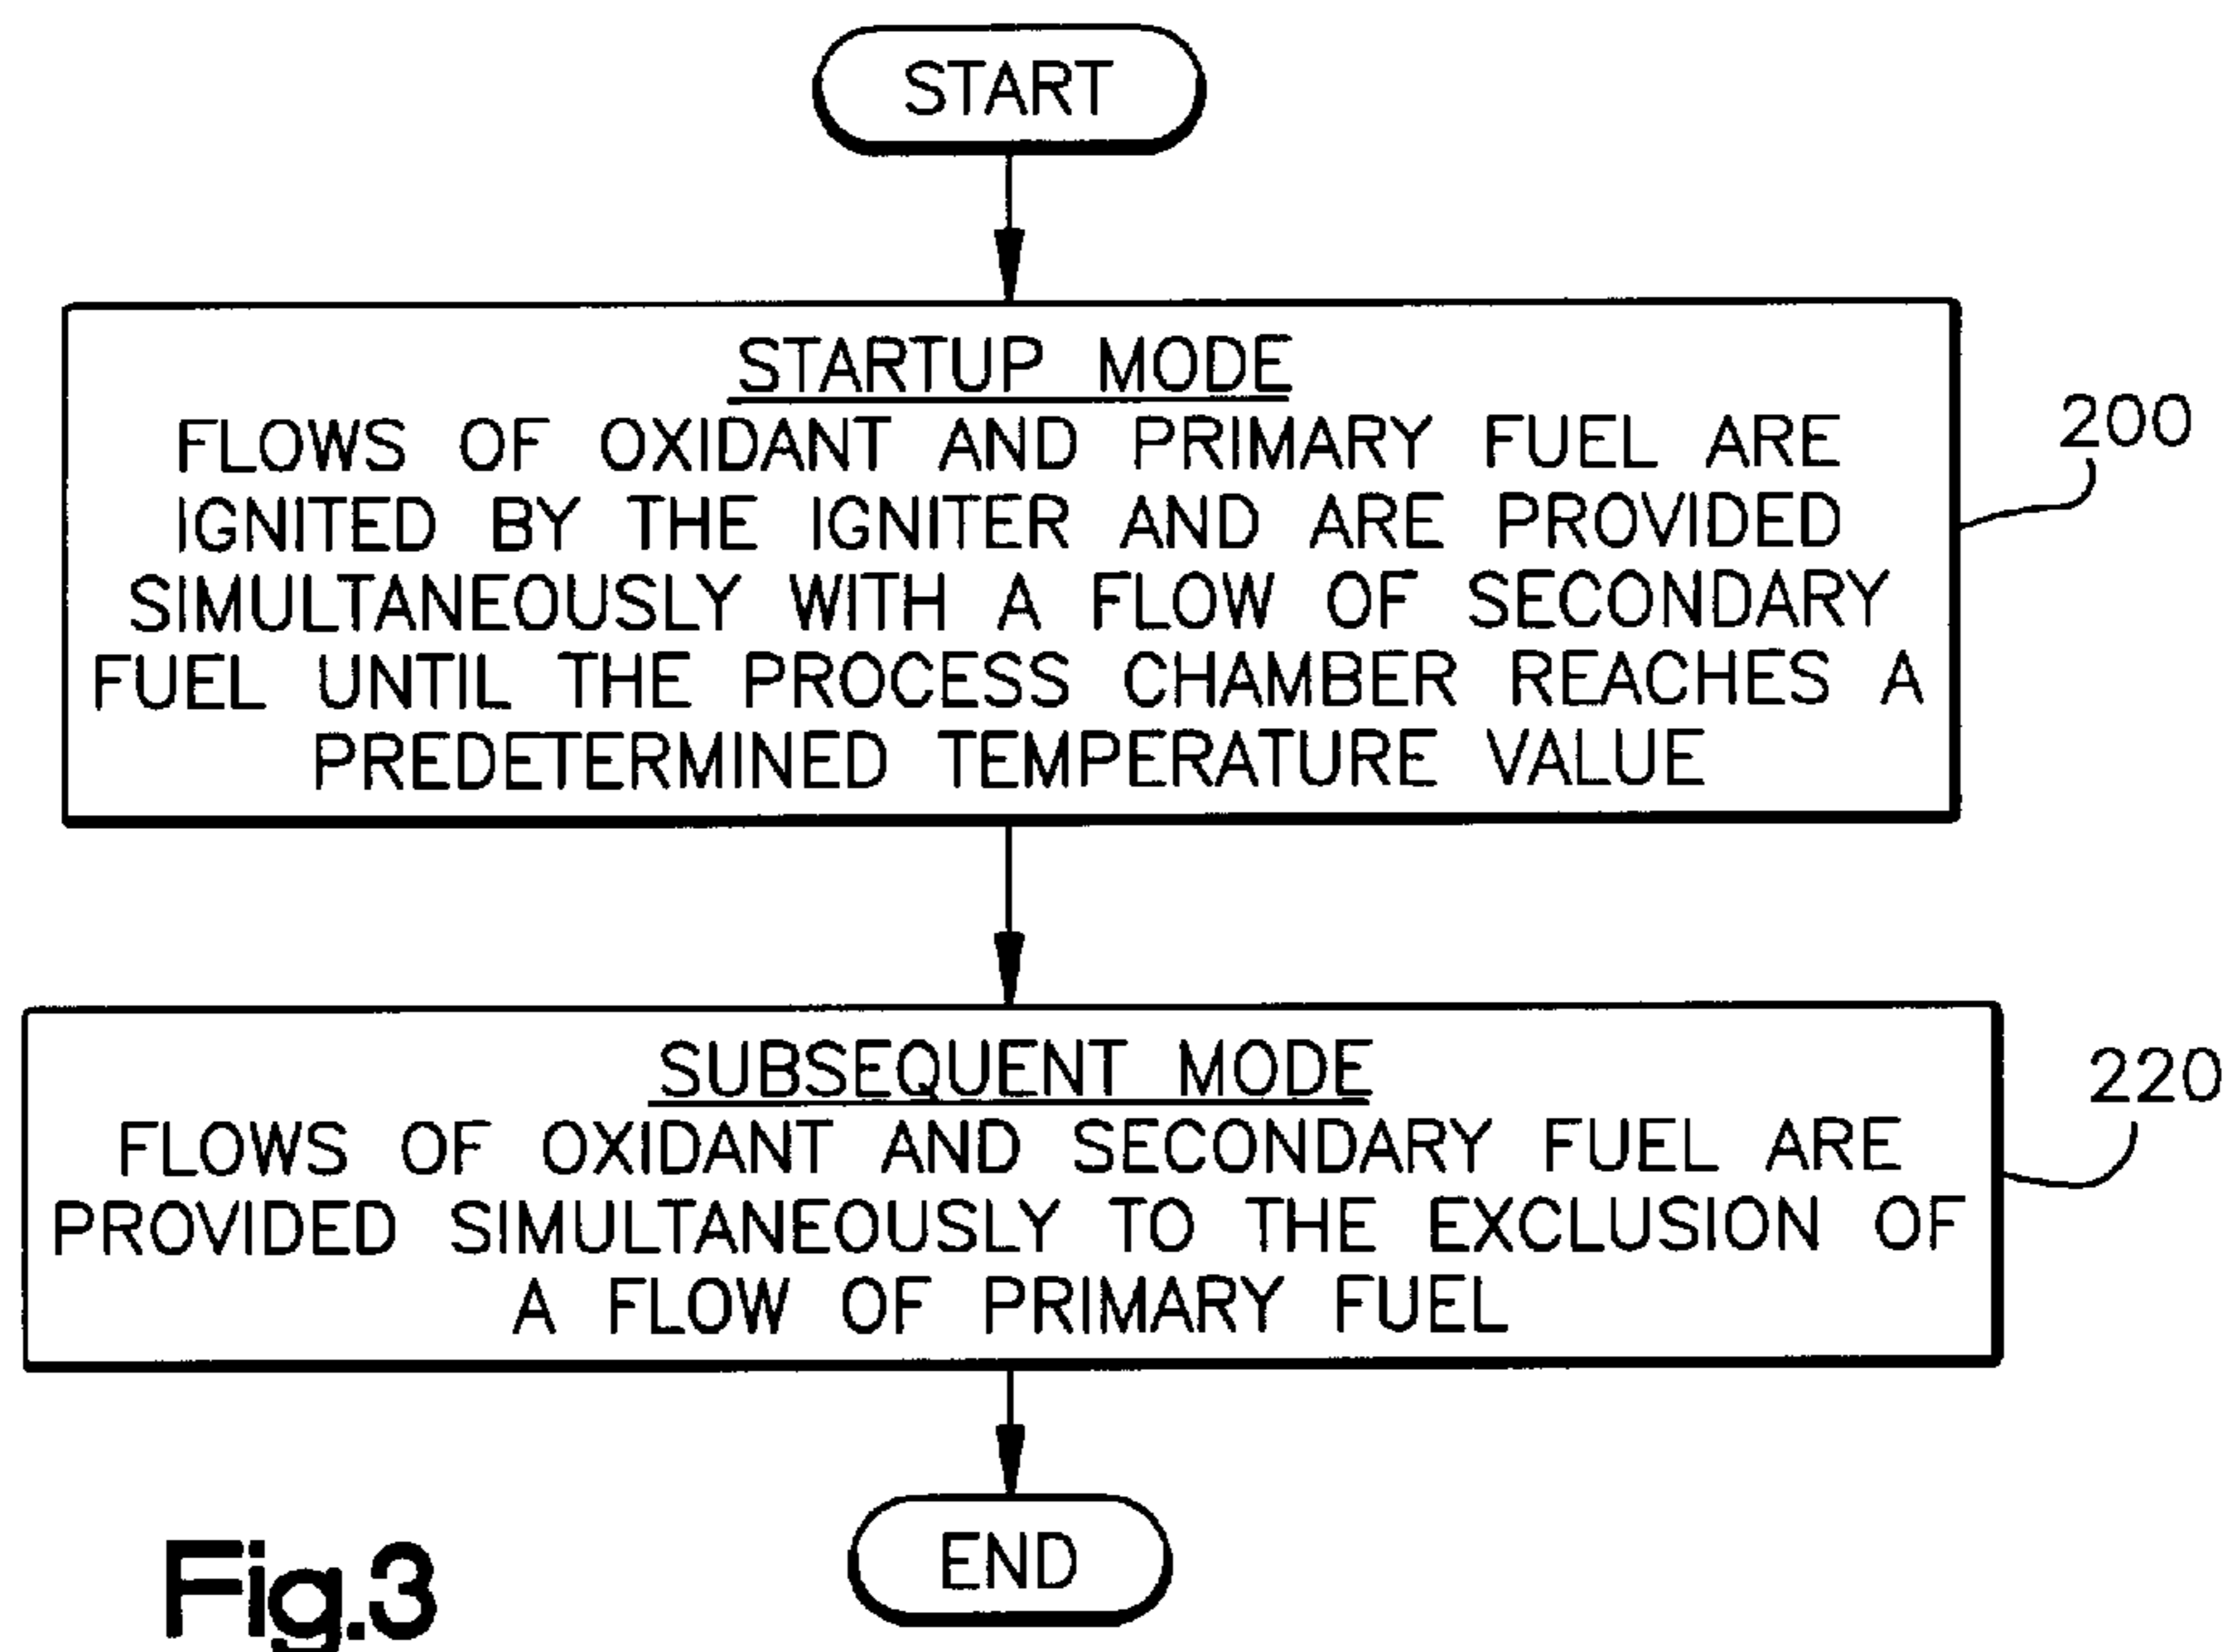 START
STARTUP MODE
FLOWS OF OXIDANT AND PRIMARY FUEL ARE
IGNITED BY THE IGNITER AND ARE PROVIDED
SIMULTANEOUSLY WITH A FLOW OF SECONDARY
FUEL UNTIL THE PROCESS CHAMBER REACHES A
PREDETERMINED TEMPERATURE VALUE
200
SUBSEQUENT MODE
FLOWS OF OXIDANT AND SECONDARY FUEL ARE
PROVIDED SIMULTANEOUSLY TO THE EXCLUSION OF
A FLOW OF PRIMARY FUEL
220
END
Fig.3